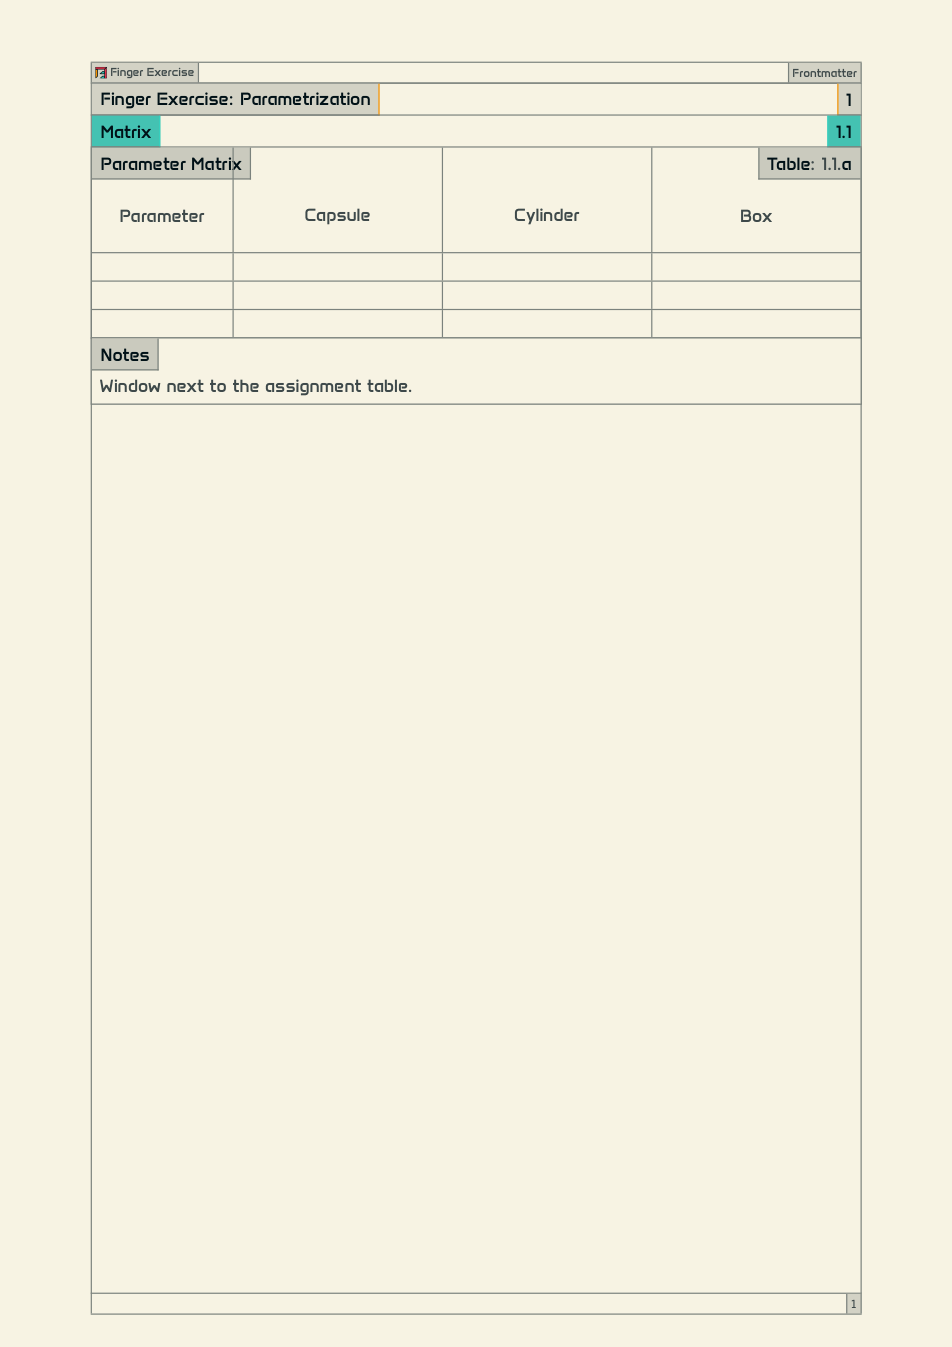 Finger Exercise
Frontmatter
Finger Exercise: Parametrization 1
Matrix 1.1
Parameter Matrix Table: 1.1.a
Parameter Capsule Cylinder Box
Notes
Window next to the assignment table.
1